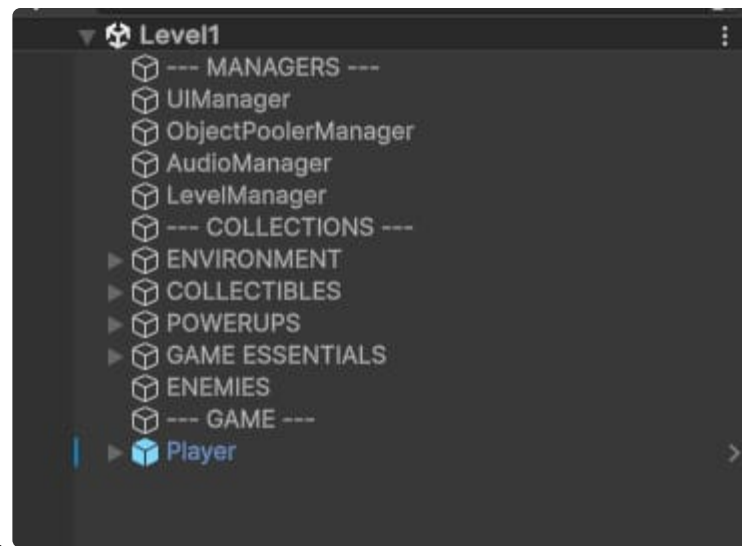 Level1
--- MANAGERS ---
UIManager
ObjectPoolerManager
AudioManager
LevelManager
--- COLLECTIONS ---
ENVIRONMENT
COLLECTIBLES
POWERUPS
GAME ESSENTIALS
ENEMIES
--- GAME ---
Player